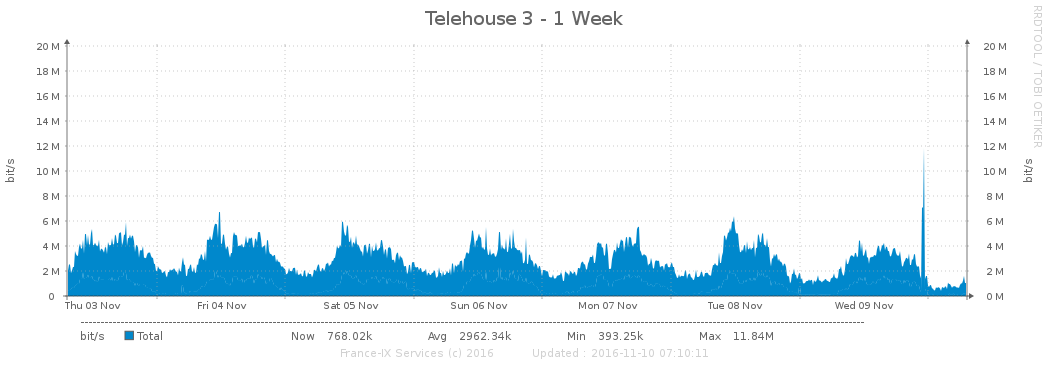 Telehouse 3 - 1 Week
RRDTOOL / TOBI OETIKER
bit/s
20 M 20 M
18 M 18 M
16 M 16 M
14 M 14 M
12 M 12 M
10 M 10 M
8 M 8 M
6 M 6 M
4 M 4 M
2 M 2 M
0 0 M
bit/s
Thu 03 Nov Fri 04 Nov Sat 05 Nov Sun 06 Nov Mon 07 Nov Tue 08 Nov Wed 09 Nov
bit/s Total Now 768.02k Avg 2962.34k Min 393.25k Max 11.84M
France-IX Services (c) 2016 Updated : 2016-11-10 07:10:11